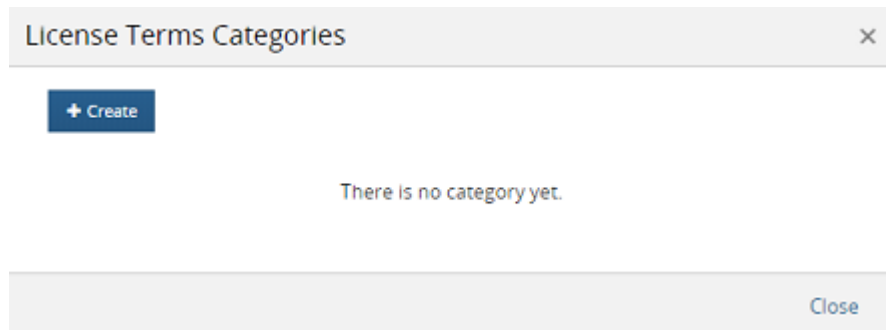 License Terms Categories
+ Create
There is no category yet.
Close